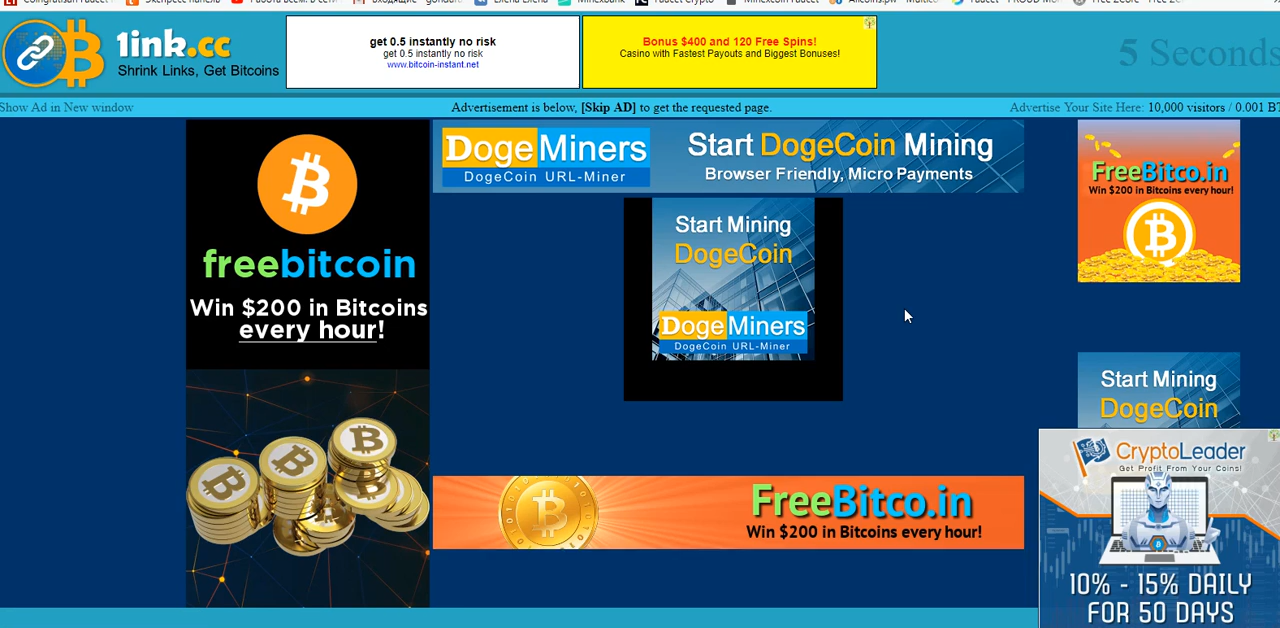 1ink.cc
Shrink Links, Get Bitcoins
get 0.5 instantly no risk
get 0.5 instantly no risk
www.bitcoin-instant.net
Bonus $400 and 120 Free Spins!
Casino with Fastest Payouts and Biggest Bonuses!
5 Seconds
Show Ad in New window
Advertisement is below, [Skip AD] to get the requested page.
Advertise Your Site Here: 10,000 visitors / 0.001 BT
freebitcoin
Win $200 in Bitcoins
every hour!
DogeMiners
DogeCoin URL-Miner
Start DogeCoin Mining
Browser Friendly, Micro Payments
Start Mining
DogeCoin
DogeMiners
DogeCoin URL-Miner
FreeBitco.in
Win $200 in Bitcoins every hour!
FreeBitco.in
Win $200 in Bitcoins every hour!
Start Mining
DogeCoin
CryptoLeader
Get Profit From Your Coins!
10% - 15% DAILY
FOR 50 DAYS